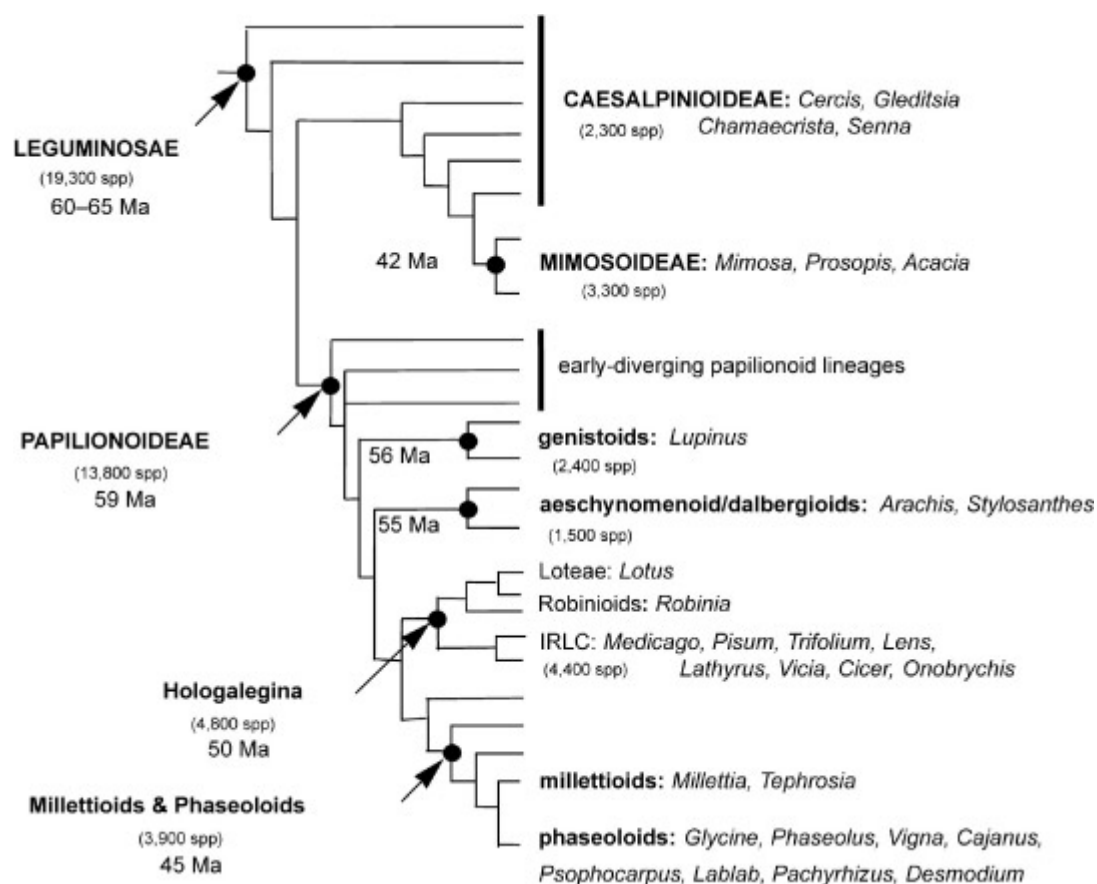 CAESALPINIOIDEAE: Cercis, Gleditsia
(2,300 spp) Chamaecrista, Senna
LEGUMINOSAE
(19,300 spp)
60–65 Ma
42 Ma
MIMOSOIDEAE: Mimosa, Prosopis, Acacia
(3,300 spp)
early-diverging papilionoid lineages
PAPILIONOIDEAE
(13,800 spp)
59 Ma
56 Ma
genistoids: Lupinus
(2,400 spp)
55 Ma
aeschynomenoid/dalbergioids: Arachis, Stylosanthes
(1,500 spp)
Loteae: Lotus
Robinioids: Robinia
IRLC: Medicago, Pisum, Trifolium, Lens,
(4,400 spp) Lathyrus, Vicia, Cicer, Onobrychis
Hologalegina
(4,800 spp)
50 Ma
millettioids: Millettia, Tephrosia
Millettioids & Phaseoloids
(3,900 spp)
45 Ma
phaseoloids: Glycine, Phaseolus, Vigna, Cajanus,
Psophocarpus, Lablab, Pachyrhizus, Desmodium